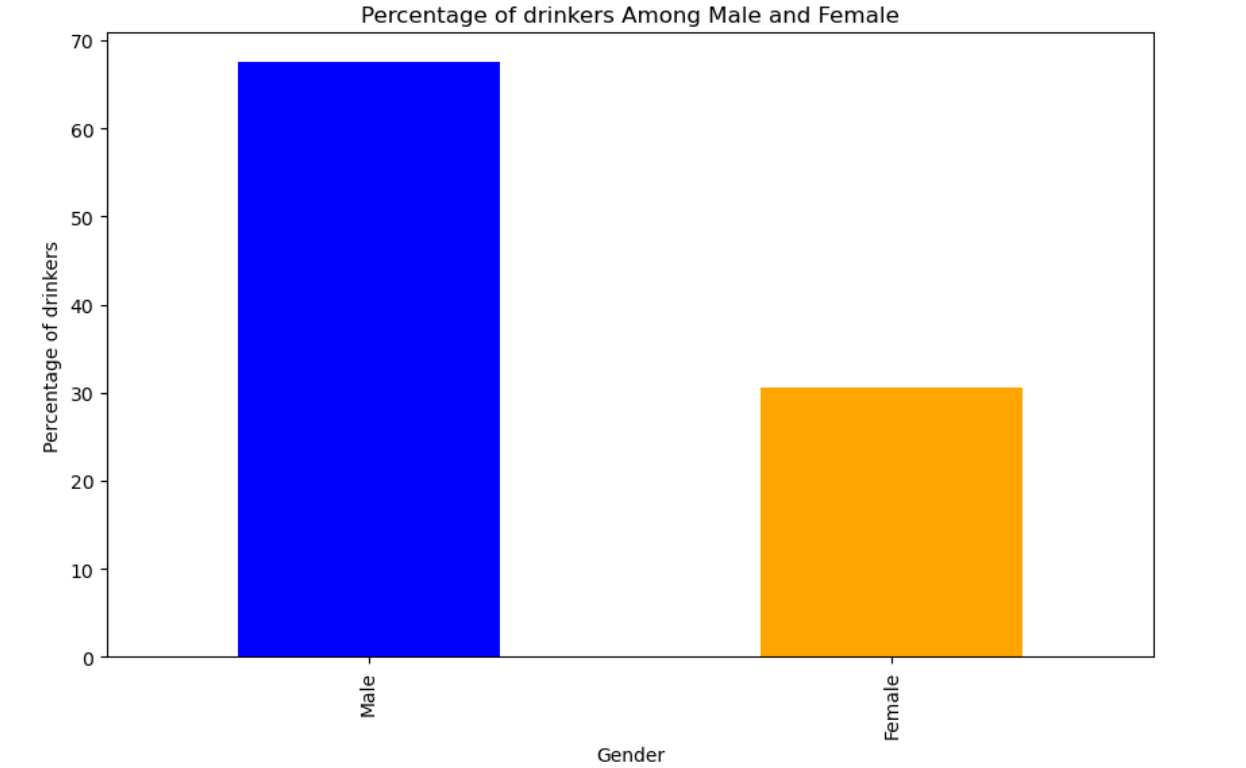 Percentage of drinkers Among Male and Female
Percentage of drinkers
70
60
50
40
30
20
10
0
Male
Female
Gender